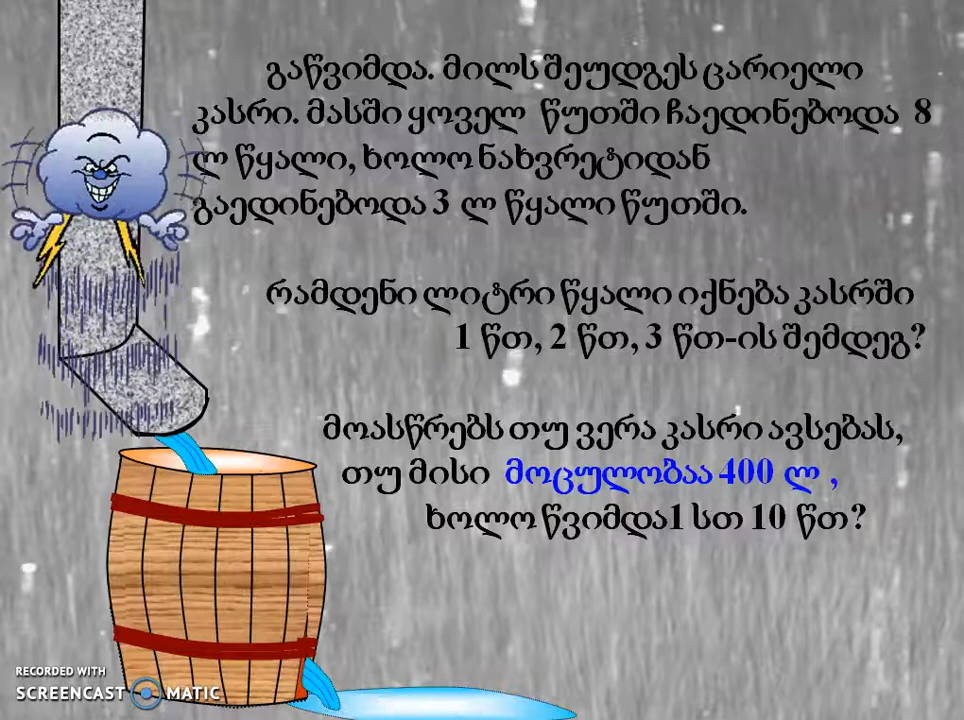 გაწვიმდა. მილს შეუდგეს ცარიელი
კასრი. მასში ყოველ წუთში ჩაედინებოდა 8
ლ წყალი, ხოლო ნახვრეტიდან
გაედინებოდა 3 ლ წყალი წუთში.
რამდენი ლიტრი წყალი იქნება კასრში
1 წთ, 2 წთ, 3 წთ-ის შემდეგ?
მოასწრებს თუ ვერა კასრი ავსებას,
თუ მისი მოცულობაა 400 ლ ,
ხოლო წვიმდა1 სთ 10 წთ?
RECORDED WITH
SCREENCAST MATIC